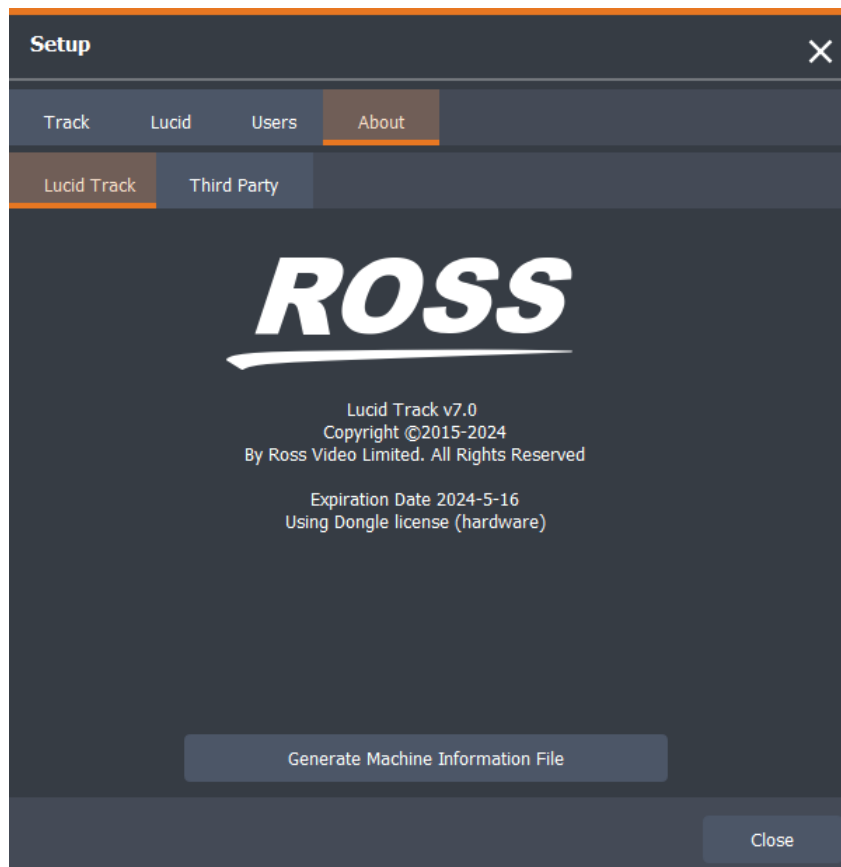 Setup
Track Lucid Users About
Lucid Track Third Party
ROSS
Lucid Track v7.0
Copyright ©2015-2024
By Ross Video Limited. All Rights Reserved
Expiration Date 2024-5-16
Using Dongle license (hardware)
Generate Machine Information File
Close